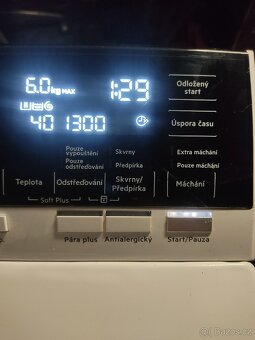 6.0 kg MAX
1:29
Odložený
start
40 1300
Úspora času
Pouze
vypouštění
Pouze
odstřeďování
Skvrny
Předpírka
Extra máchání
Pouze máchání
Teplota
Odstřeďování
Skvrny/
Předpírka
Máchání
Soft Plus
Pára plus
Antialergický
Start/Pauza